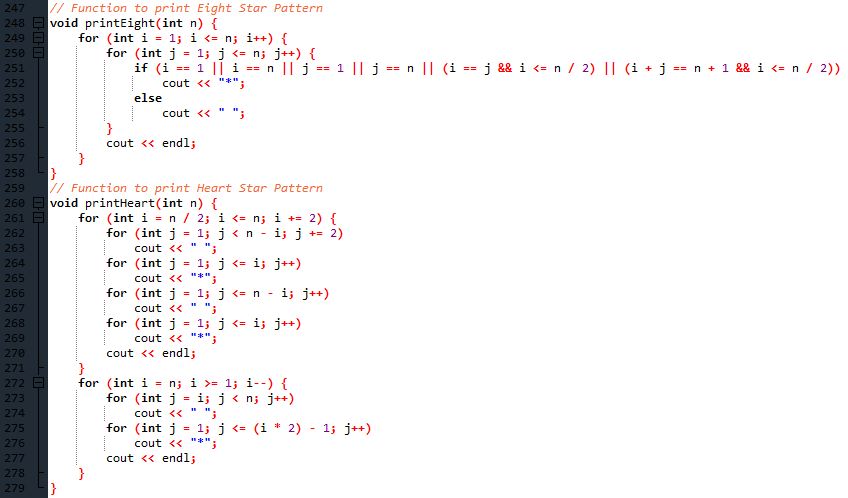 247 // Function to print Eight Star Pattern
248 void printEight(int n) {
249     for (int i = 1; i <= n; i++) {
250         for (int j = 1; j <= n; j++) {
251             if (i == 1 || i == n || j == 1 || j == n || (i == j && i <= n / 2) || (i + j == n + 1 && i <= n / 2))
252                 cout << "*";
253             else
254                 cout << " ";
255         }
256         cout << endl;
257     }
258 }
259 // Function to print Heart Star Pattern
260 void printHeart(int n) {
261     for (int i = n / 2; i <= n; i += 2) {
262         for (int j = 1; j < n - i; j += 2)
263             cout << " ";
264         for (int j = 1; j <= i; j++)
265             cout << "*";
266         for (int j = 1; j <= n - i; j++)
267             cout << " ";
268         for (int j = 1; j <= i; j++)
269             cout << "*";
270         cout << endl;
271     }
272     for (int i = n; i >= 1; i--) {
273         for (int j = i; j < n; j++)
274             cout << " ";
275         for (int j = 1; j <= (i * 2) - 1; j++)
276             cout << "*";
277         cout << endl;
278     }
279 }